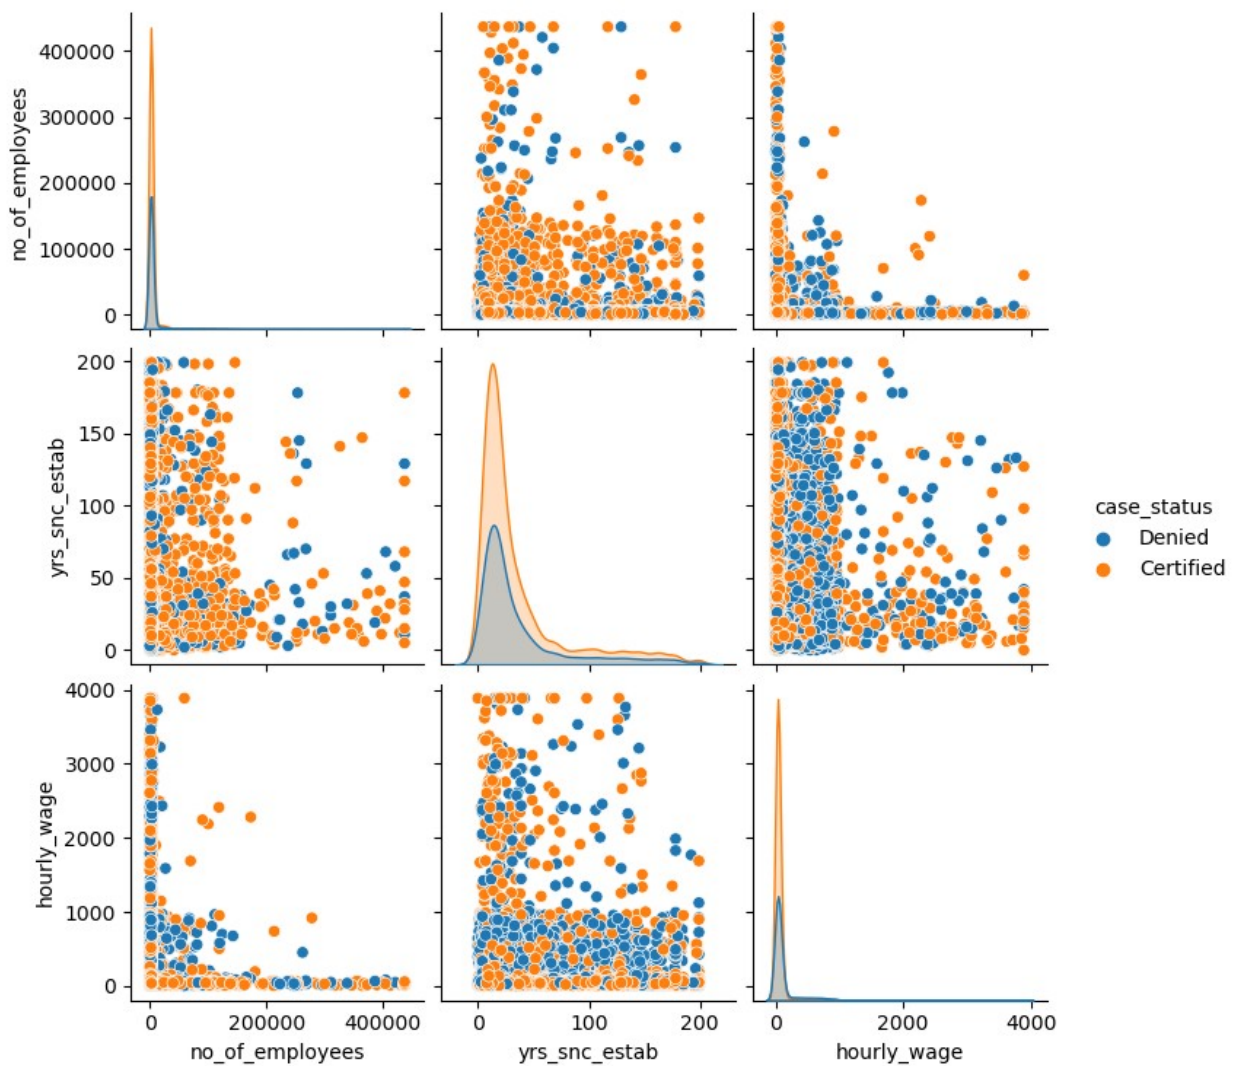 no_of_employees
400000
300000
200000
100000
0
yrs_snc_estab
200
150
100
50
0
case_status
Denied
Certified
hourly_wage
4000
3000
2000
1000
0
0 200000 400000
0 100 200
0 2000 4000
no_of_employees
yrs_snc_estab
hourly_wage